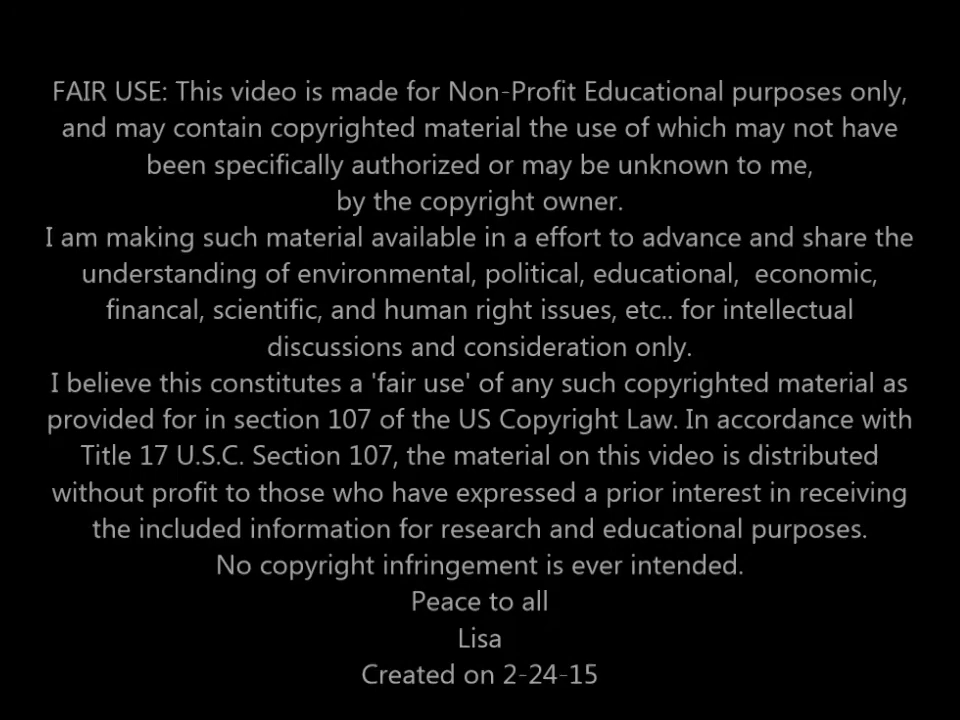 FAIR USE: This video is made for Non-Profit Educational purposes only,
and may contain copyrighted material the use of which may not have
been specifically authorized or may be unknown to me,
by the copyright owner.
I am making such material available in a effort to advance and share the
understanding of environmental, political, educational,  economic,
financal, scientific, and human right issues, etc.. for intellectual
discussions and consideration only.
I believe this constitutes a 'fair use' of any such copyrighted material as
provided for in section 107 of the US Copyright Law. In accordance with
Title 17 U.S.C. Section 107, the material on this video is distributed
without profit to those who have expressed a prior interest in receiving
the included information for research and educational purposes.
No copyright infringement is ever intended.
Peace to all
Lisa
Created on 2-24-15